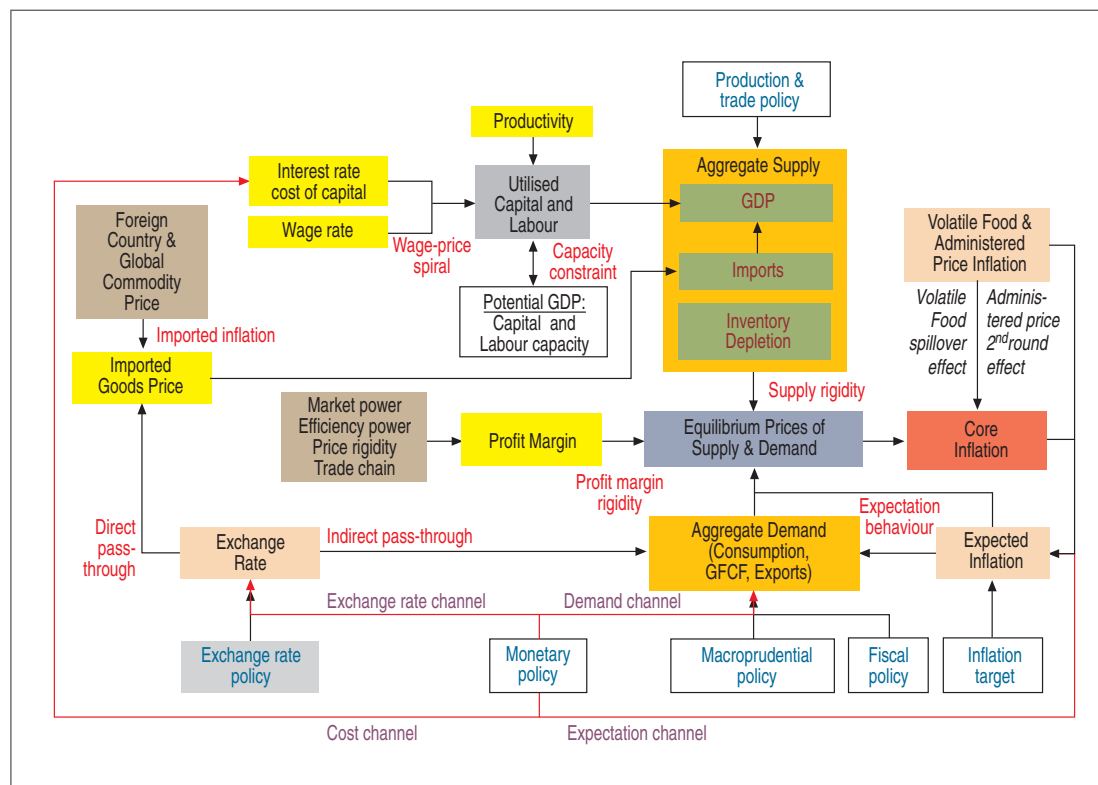 Production &
trade policy
Productivity
Aggregate Supply
Interest rate
cost of capital
Utilised
Capital and
Labour
GDP
Foreign
Country &
Global
Commodity
Price
Wage rate
Wage-price
spiral
Capacity
constraint
Imports
Volatile Food &
Administered
Price Inflation
Potential GDP:
Capital and
Labour capacity
Inventory
Depletion
Volatile
Food
spillover
effect
Adminis-
tered price
2nd round
effect
Imported inflation
Imported
Goods Price
Supply rigidity
Market power
Efficiency power
Price rigidity
Trade chain
Profit Margin
Equilibrium Prices of
Supply & Demand
Core
Inflation
Profit margin
rigidity
Direct
pass-
through
Exchange
Rate
Indirect pass-through
Aggregate Demand
(Consumption,
GFCF, Exports)
Expectation
behaviour
Expected
Inflation
Exchange rate channel
Demand channel
Exchange rate
policy
Monetary
policy
Macroprudential
policy
Fiscal
policy
Inflation
target
Cost channel
Expectation channel